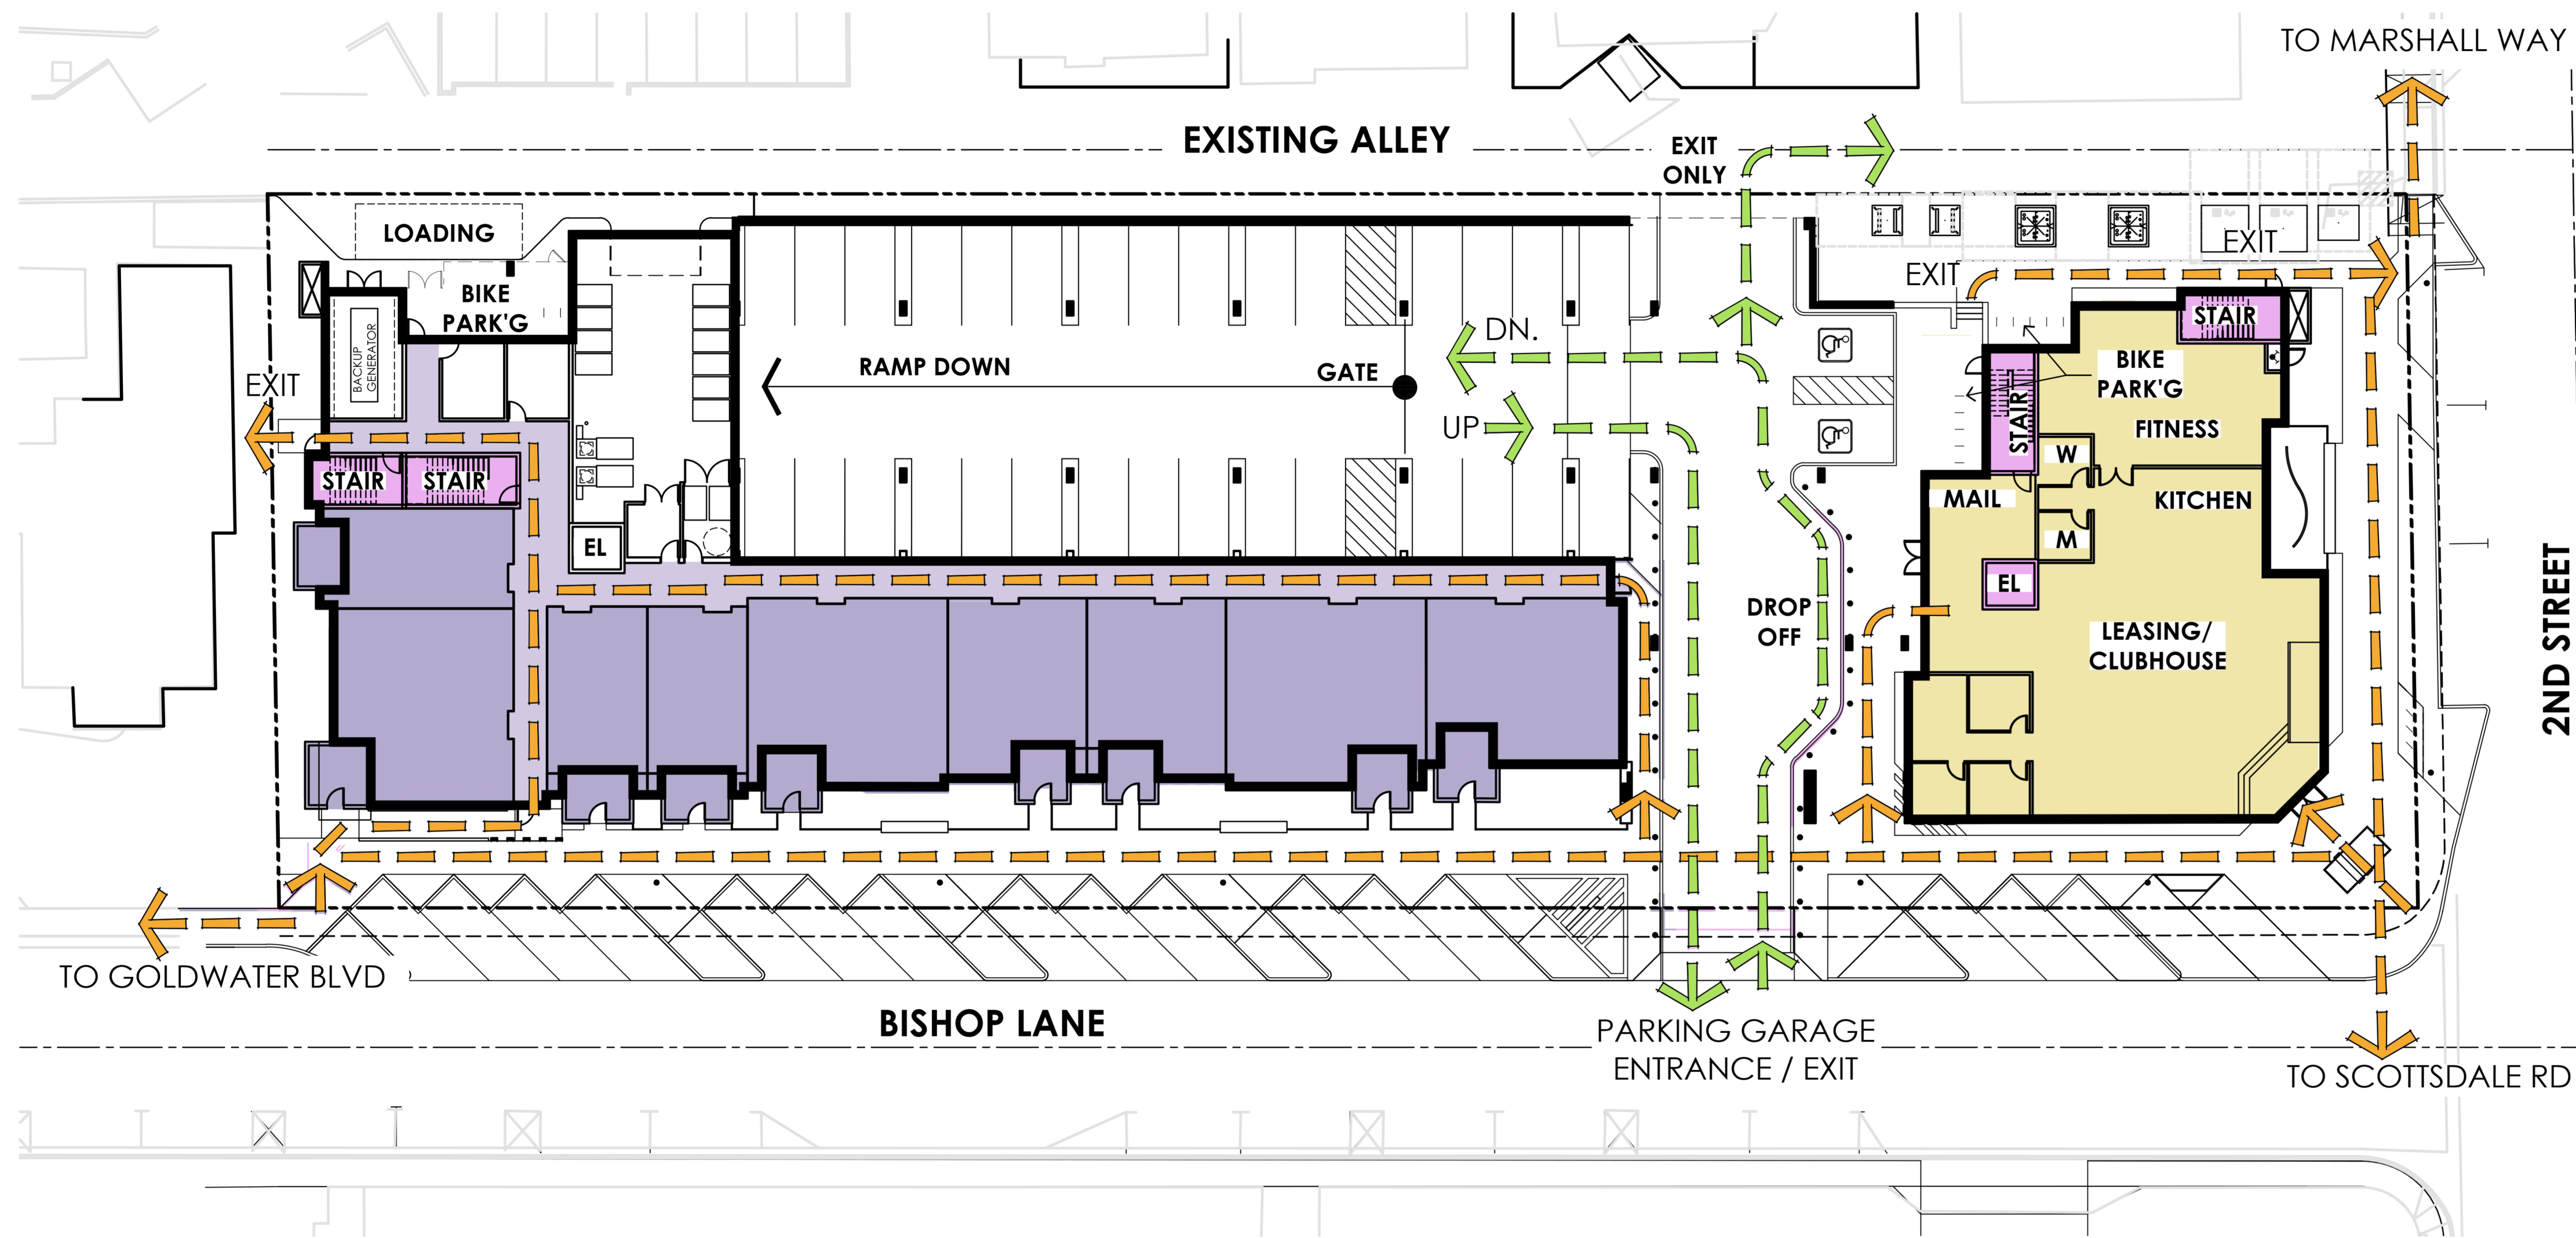 TO MARSHALL WAY
EXISTING ALLEY
EXIT
ONLY
LOADING
EXIT
EXIT
BIKE
PARK'G
STAIR
BACKUP
GENERATOR
DN.
RAMP DOWN
GATE
BIKE
PARK'G
EXIT
UP
STAIR
FITNESS
W
STAIR
STAIR
MAIL
KITCHEN
EL
M
EL
DROP
OFF
LEASING/
CLUBHOUSE
2ND STREET
TO GOLDWATER BLVD
BISHOP LANE
PARKING GARAGE
ENTRANCE / EXIT
TO SCOTTSDALE RD